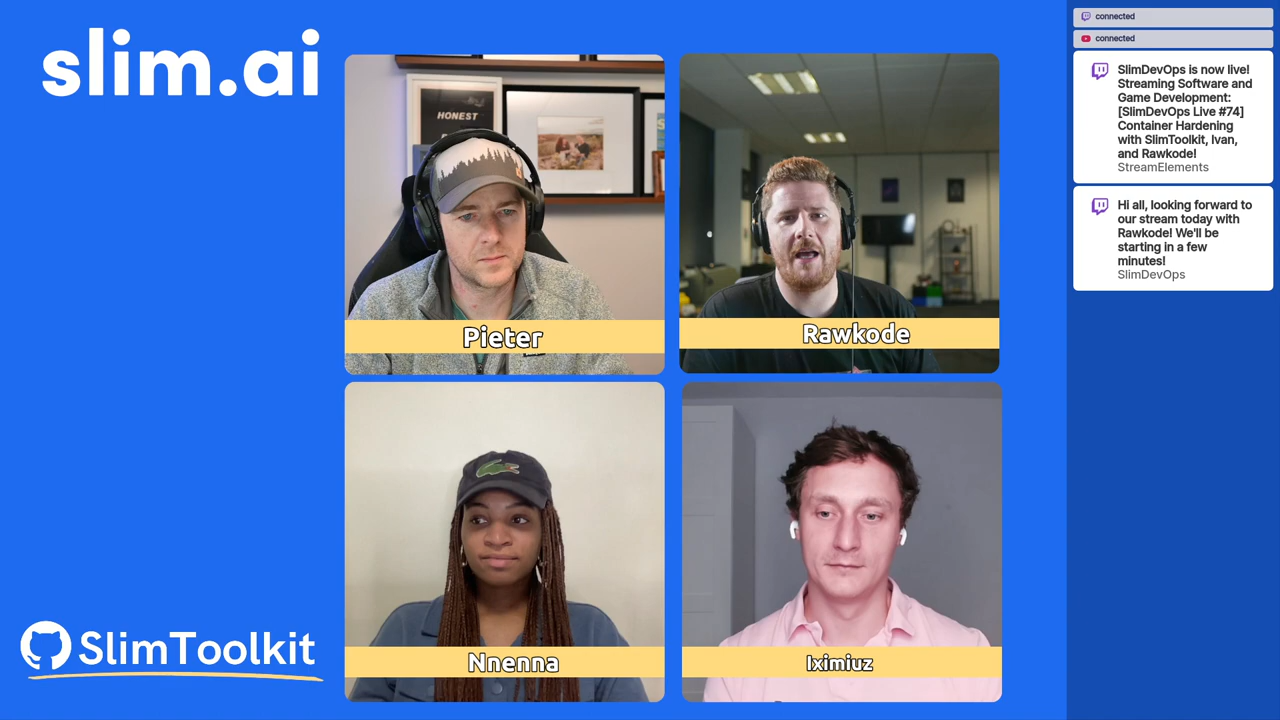 slim.ai
HONEST
Pieter
Rawkode
Nnenna
Iximiuz
SlimToolkit
connected
connected
SlimDevOps is now live!
Streaming Software and
Game Development:
[SlimDevOps Live #74]
Container Hardening
with SlimToolkit, Ivan,
and Rawkode!
StreamElements
Hi all, looking forward to
our stream today with
Rawkode! We'll be
starting in a few
minutes!
SlimDevOps